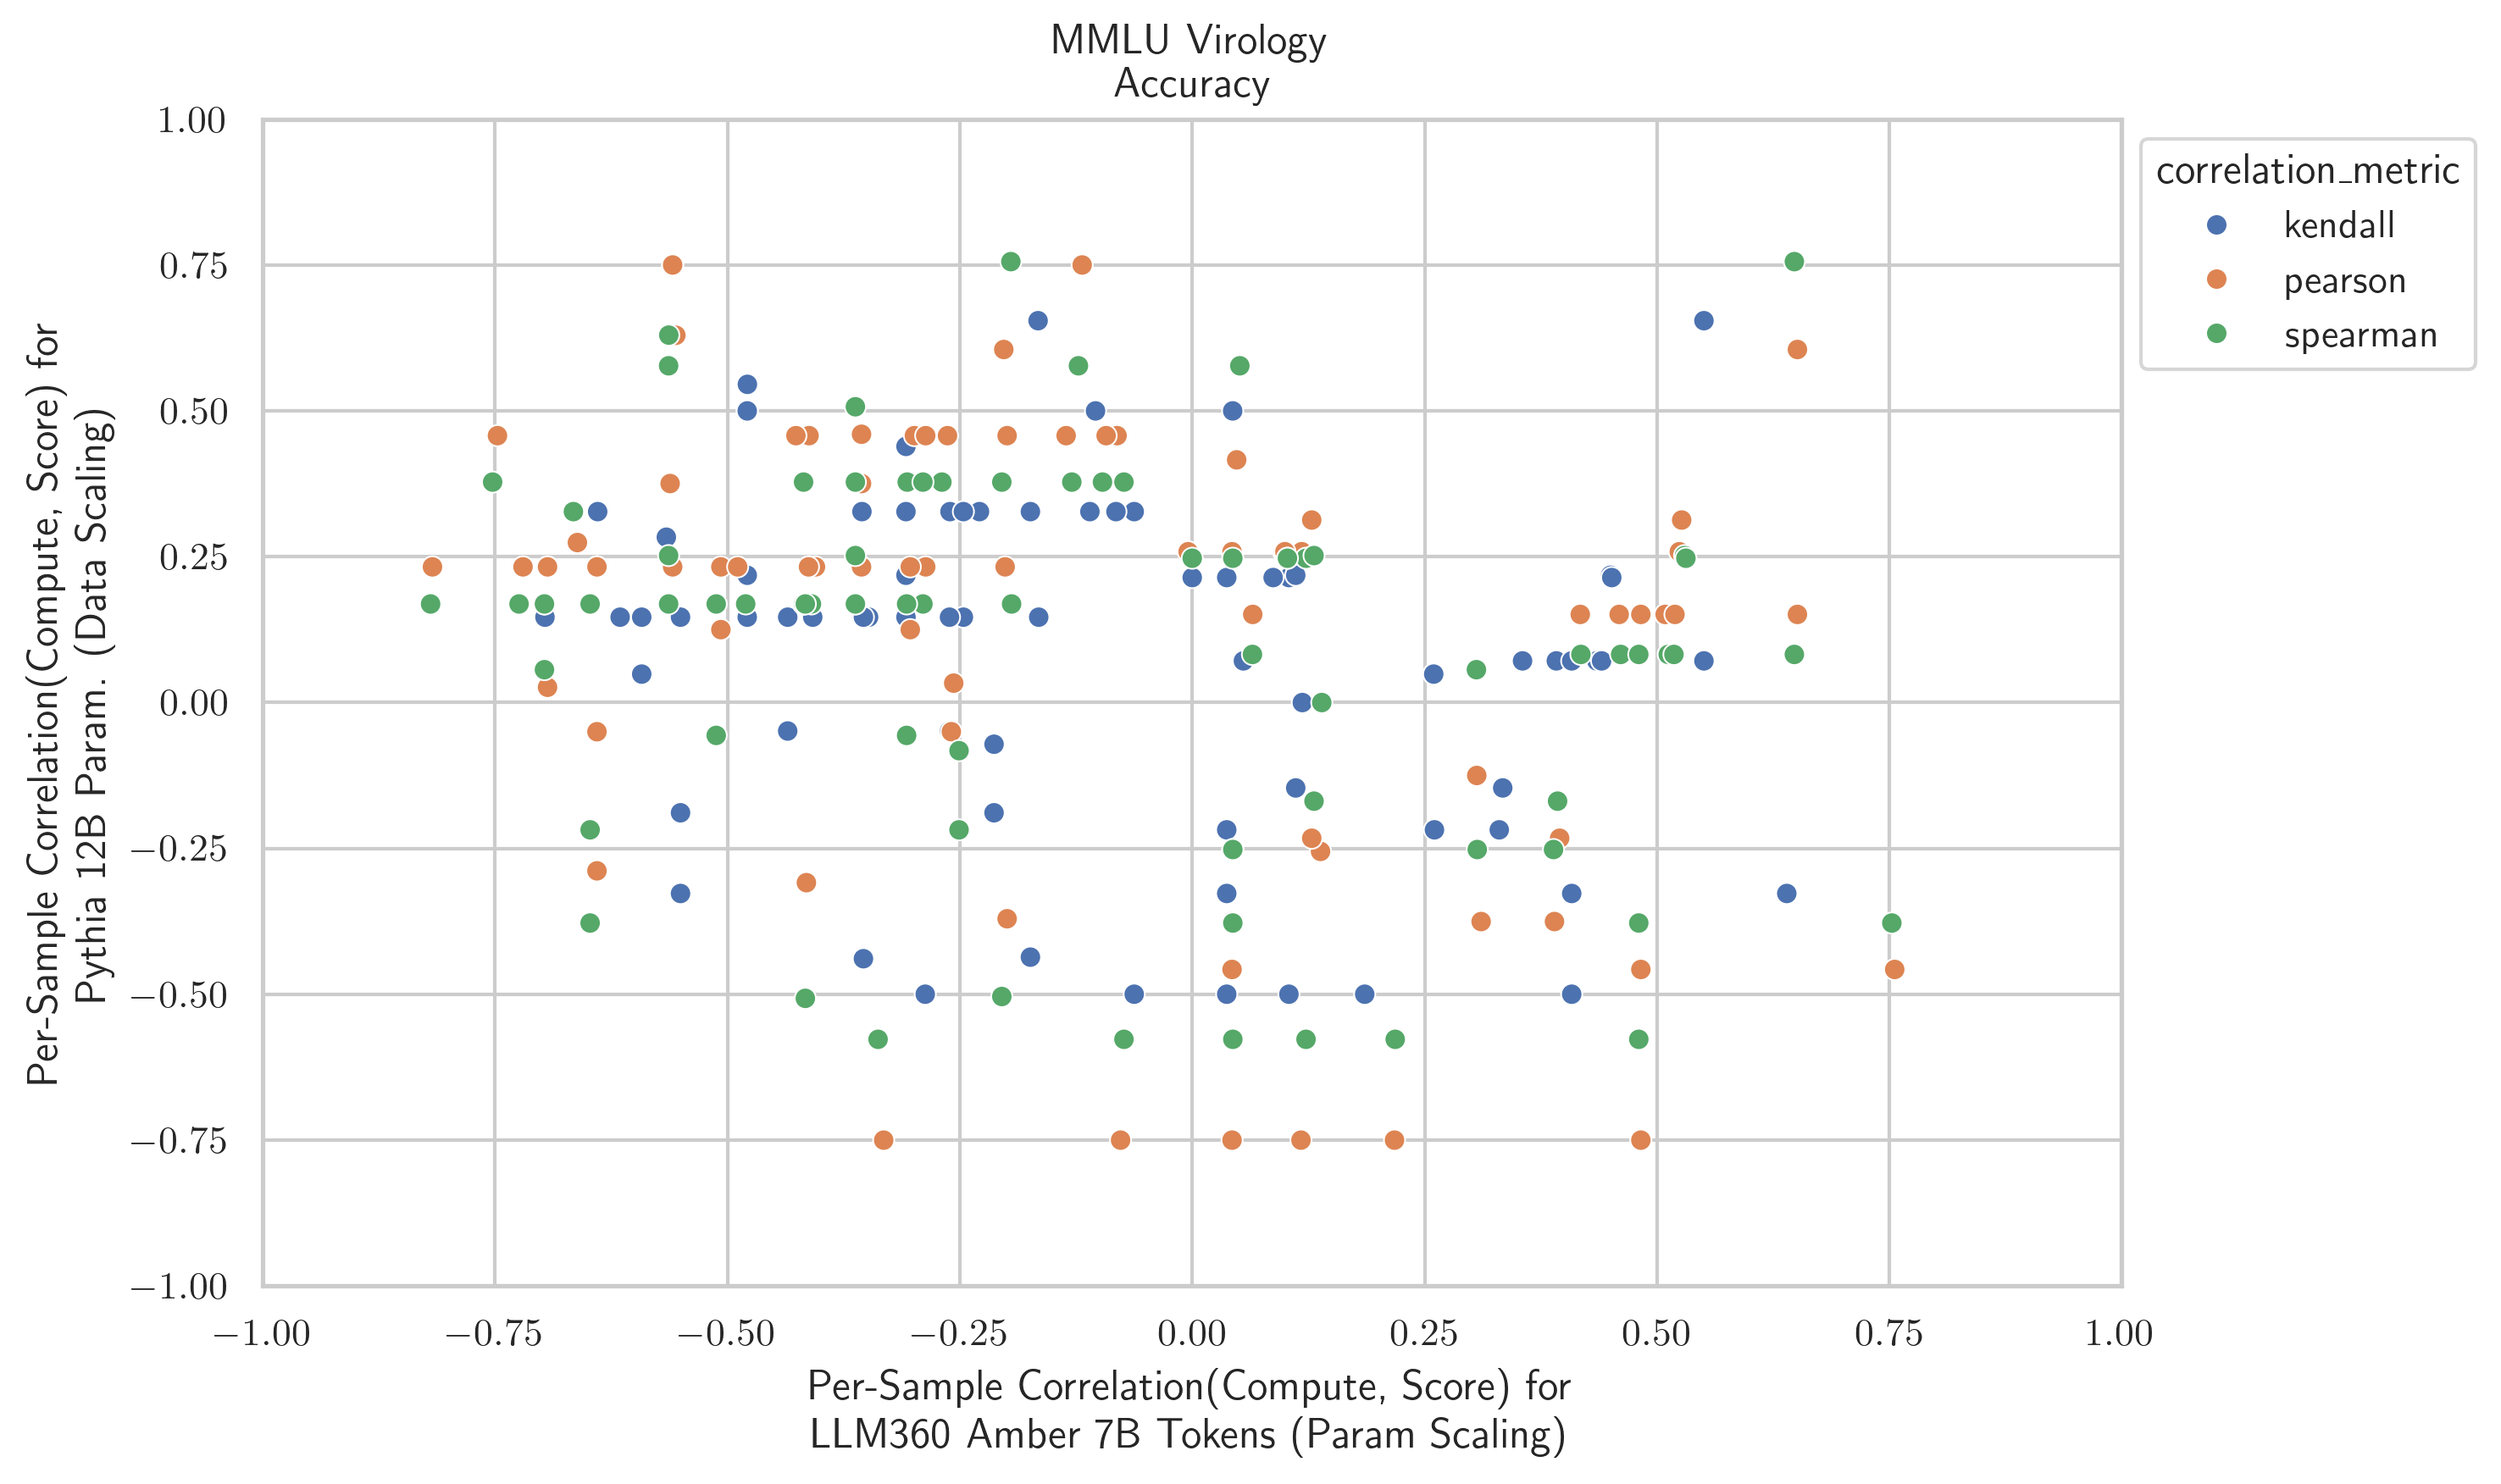 MMLU Virology
Accuracy
1.00
0.75
0.50
0.25
0.00
−0.25
−0.50
−0.75
−1.00
Per-Sample Correlation(Compute, Score) for
Pythia 12B Param. (Data Scaling)
−1.00 −0.75 −0.50 −0.25 0.00 0.25 0.50 0.75 1.00
Per-Sample Correlation(Compute, Score) for
LLM360 Amber 7B Tokens (Param Scaling)
correlation_metric
kendall
pearson
spearman